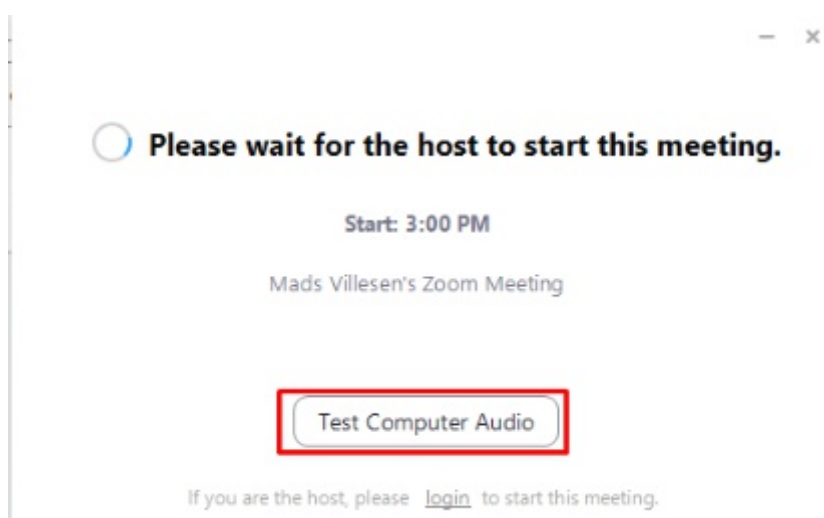 Please wait for the host to start this meeting.
Start: 3:00 PM
Mads Villesen's Zoom Meeting
Test Computer Audio
If you are the host, please login to start this meeting.